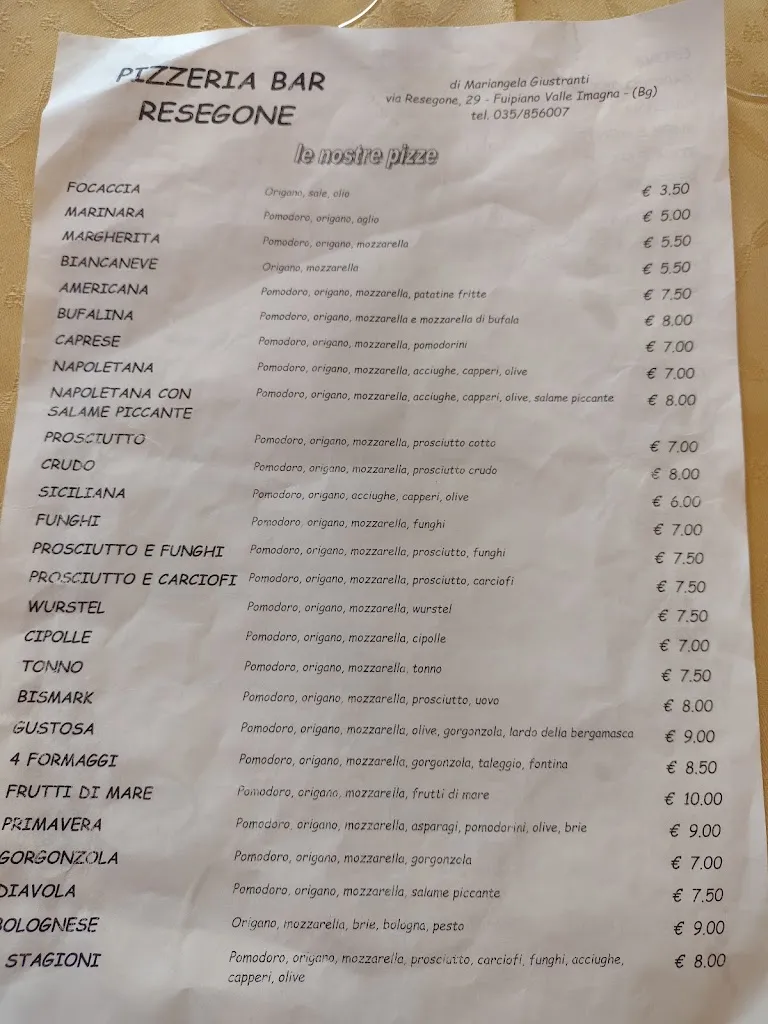 PIZZERIA BAR
RESEGONE
di Mariangela Giustranti
via Resegone, 29 - Fuipiano Valle Imagna - (Bg)
tel. 035/856007
le nostre pizze
FOCACCIA Origano, sale, olio € 3.50
MARINARA Pomodoro, origano, aglio € 5.00
MARGHERITA Pomodoro, origano, mozzarella € 5.50
BIANCANEVE Origano, mozzarella € 5.50
AMERICANA Pomodoro, origano, mozzarella, patatine fritte € 7.50
BUFALINA Pomodoro, origano, mozzarella e mozzarella di bufala € 8.00
CAPRESE Pomodoro, origano, mozzarella, pomodorini € 7.00
NAPOLETANA Pomodoro, origano, mozzarella, acciughe, capperi, olive € 7.00
NAPOLETANA CON Pomodoro, origano, mozzarella, acciughe, capperi, olive, salame piccante € 8.00
SALAME PICCANTE
PROSCIUTTO Pomodoro, origano, mozzarella, prosciutto cotto € 7.00
CRUDO Pomodoro, origano, mozzarella, prosciutto crudo € 8.00
SICILIANA Pomodoro, origano, acciughe, capperi, olive € 6.00
FUNGHI Pomodoro, origano, mozzarella, funghi € 7.00
PROSCIUTTO E FUNGHI Pomodoro, origano, mozzarella, prosciutto, funghi € 7.50
PROSCIUTTO E CARCIOFI Pomodoro, origano, mozzarella, prosciutto, carciofi € 7.50
WURSTEL Pomodoro, origano, mozzarella, wurstel € 7.50
CIPOLLE Pomodoro, origano, mozzarella, cipolle € 7.00
TONNO Pomodoro, origano, mozzarella, tonno € 7.50
BISMARK Pomodoro, origano, mozzarella, prosciutto, uovo € 8.00
GUSTOSA Pomodoro, origano, mozzarella, olive, gorgonzola, lardo della bergamasca € 9.00
4 FORMAGGI Pomodoro, origano, mozzarella, gorgonzola, taleggio, fontina € 8.50
FRUTTI DI MARE Pomodoro, origano, mozzarella, frutti di mare € 10.00
PRIMAVERA Pomodoro, origano, mozzarella, asparagi, pomodorini, olive, brie € 9.00
GORGONZOLA Pomodoro, origano, mozzarella, gorgonzola € 7.00
DIAVOLA Pomodoro, origano, mozzarella, salame piccante € 7.50
BOLOGNESE Origano, mozzarella, brie, bologna, pesto € 9.00
STAGIONI Pomodoro, origano, mozzarella, prosciutto, carciofi, funghi, acciughe, € 8.00
capperi, olive